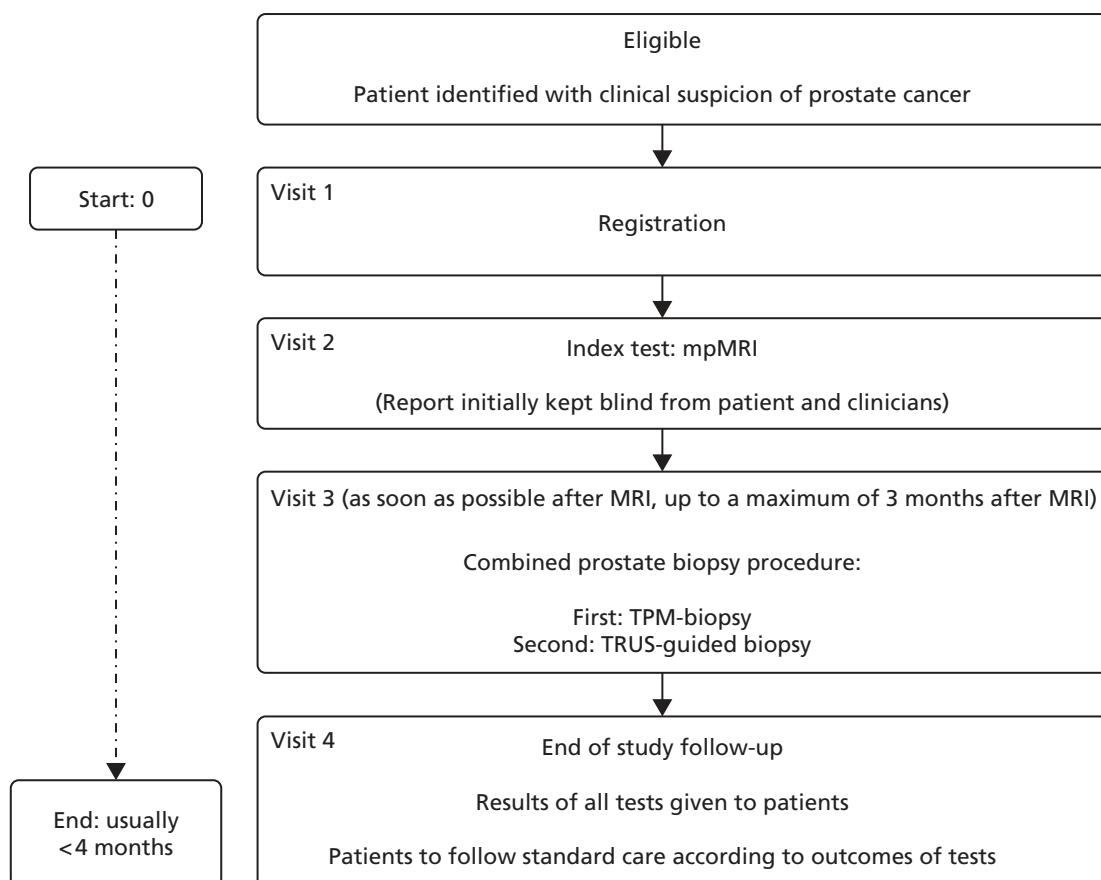 Eligible
Patient identified with clinical suspicion of prostate cancer
Start: 0
Visit 1
Registration
Visit 2
Index test: mpMRI
(Report initially kept blind from patient and clinicians)
Visit 3 (as soon as possible after MRI, up to a maximum of 3 months after MRI)
Combined prostate biopsy procedure:
First: TPM-biopsy
Second: TRUS-guided biopsy
Visit 4
End of study follow-up
Results of all tests given to patients
Patients to follow standard care according to outcomes of tests
End: usually
<4 months